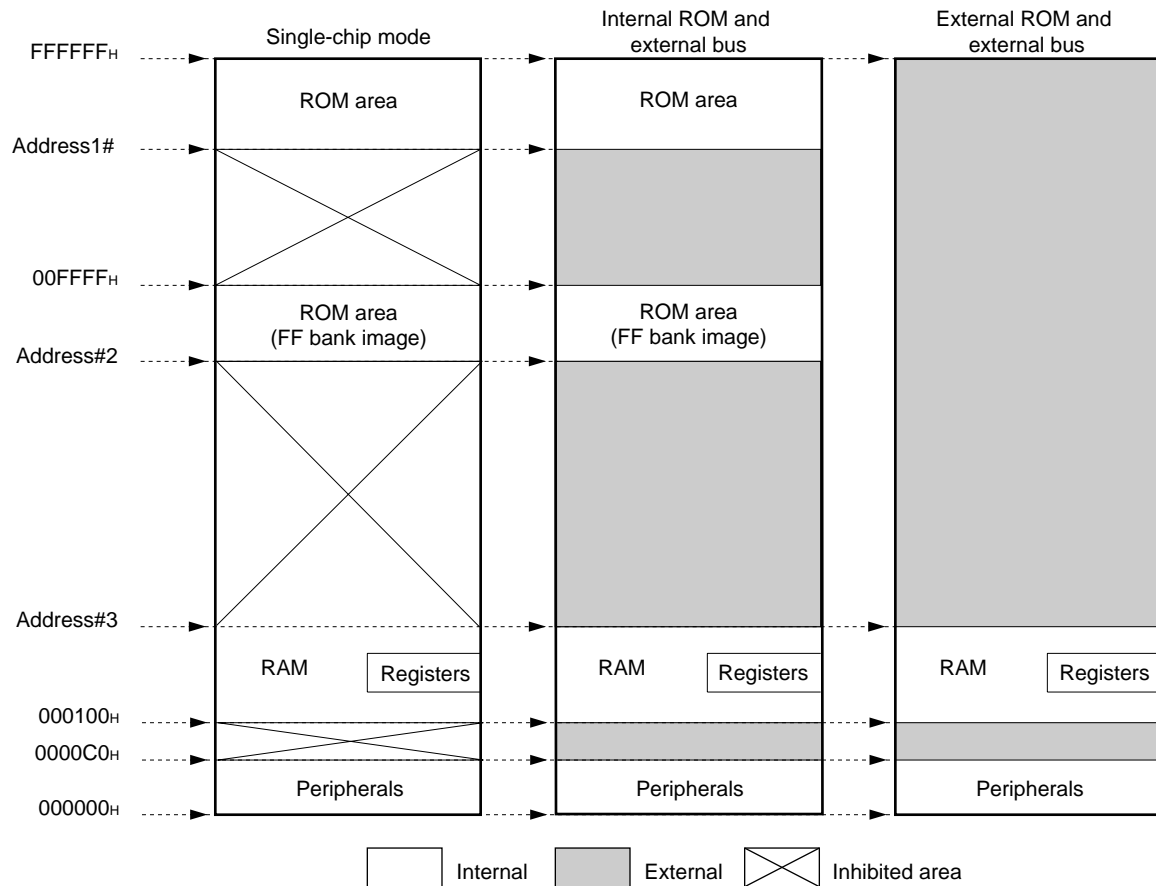 Single-chip mode
Internal ROM and
external bus
External ROM and
external bus
FFFFFFH
ROM area
ROM area
Address1#
00FFFFH
ROM area
(FF bank image)
ROM area
(FF bank image)
Address#2
Address#3
RAM
Registers
RAM
Registers
RAM
Registers
000100H
0000C0H
Peripherals
Peripherals
Peripherals
000000H
Internal
External
Inhibited area